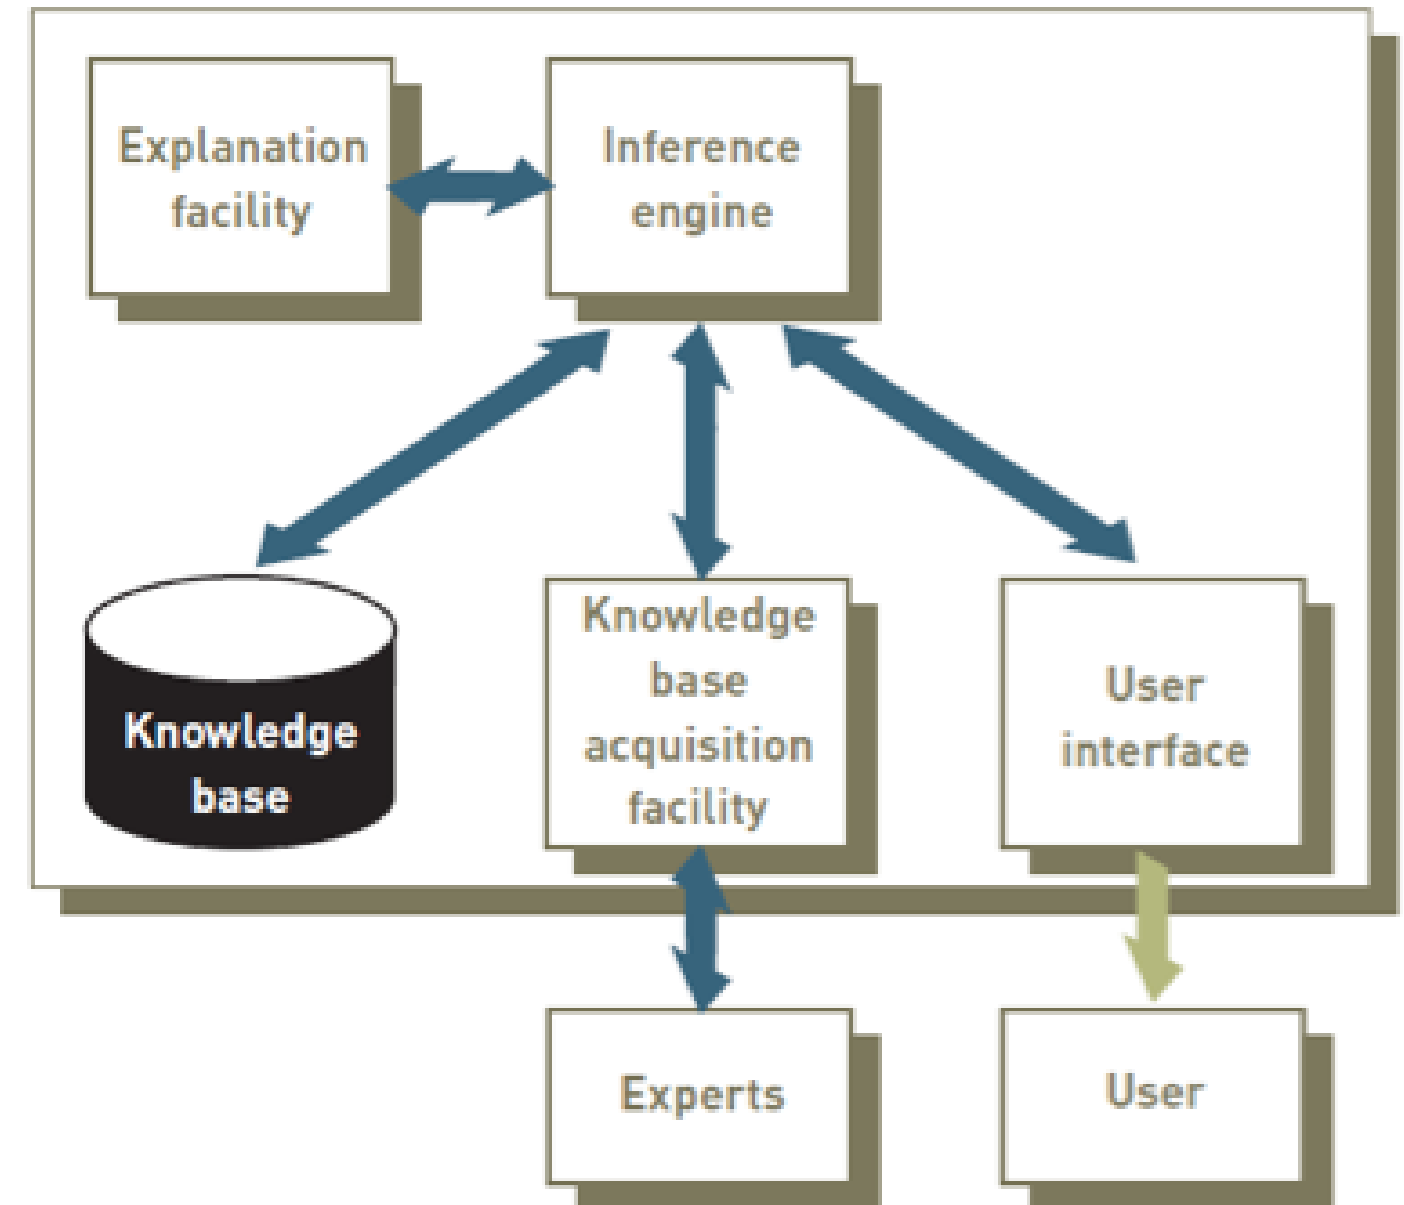 Explanation
facility
Inference
engine
Knowledge
base
Knowledge
base
acquisition
facility
User
interface
Experts
User